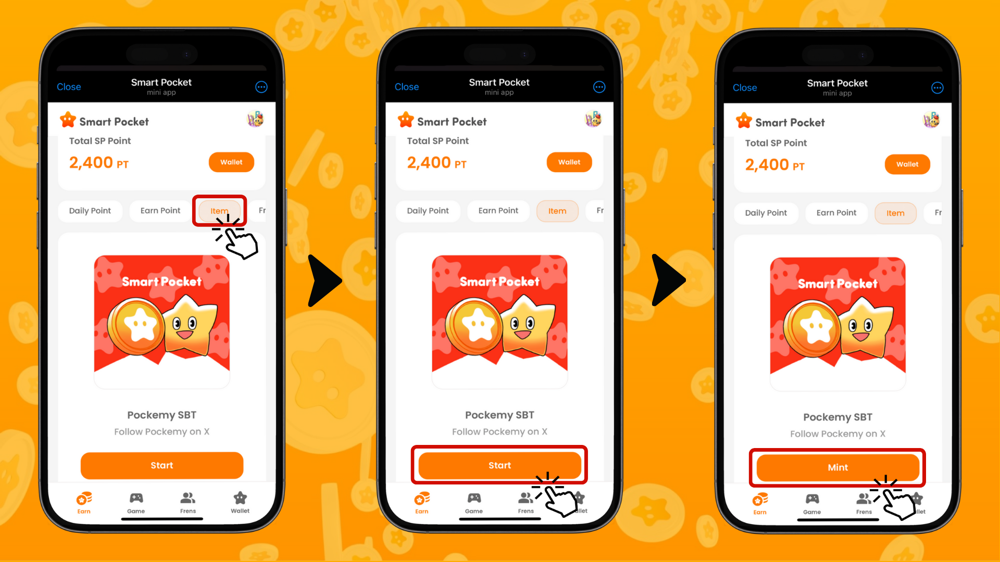 Close
Smart Pocket
mini app
Smart Pocket
Total SP Point
2,400 PT
Wallet
Daily Point
Earn Point
Item
Fr
Smart Pocket
Pockemy SBT
Follow Pockemy on X
Start
Earn
Game
Frens
Wallet
Close
Smart Pocket
mini app
Smart Pocket
Total SP Point
2,400 PT
Wallet
Daily Point
Earn Point
Item
Fr
Smart Pocket
Pockemy SBT
Follow Pockemy on X
Start
Earn
Game
Frens
llet
Close
Smart Pocket
mini app
Smart Pocket
Total SP Point
2,400 PT
Wallet
Daily Point
Earn Point
Item
Fr
Smart Pocket
Pockemy SBT
Follow Pockemy on X
Mint
Earn
Game
Frens
llet